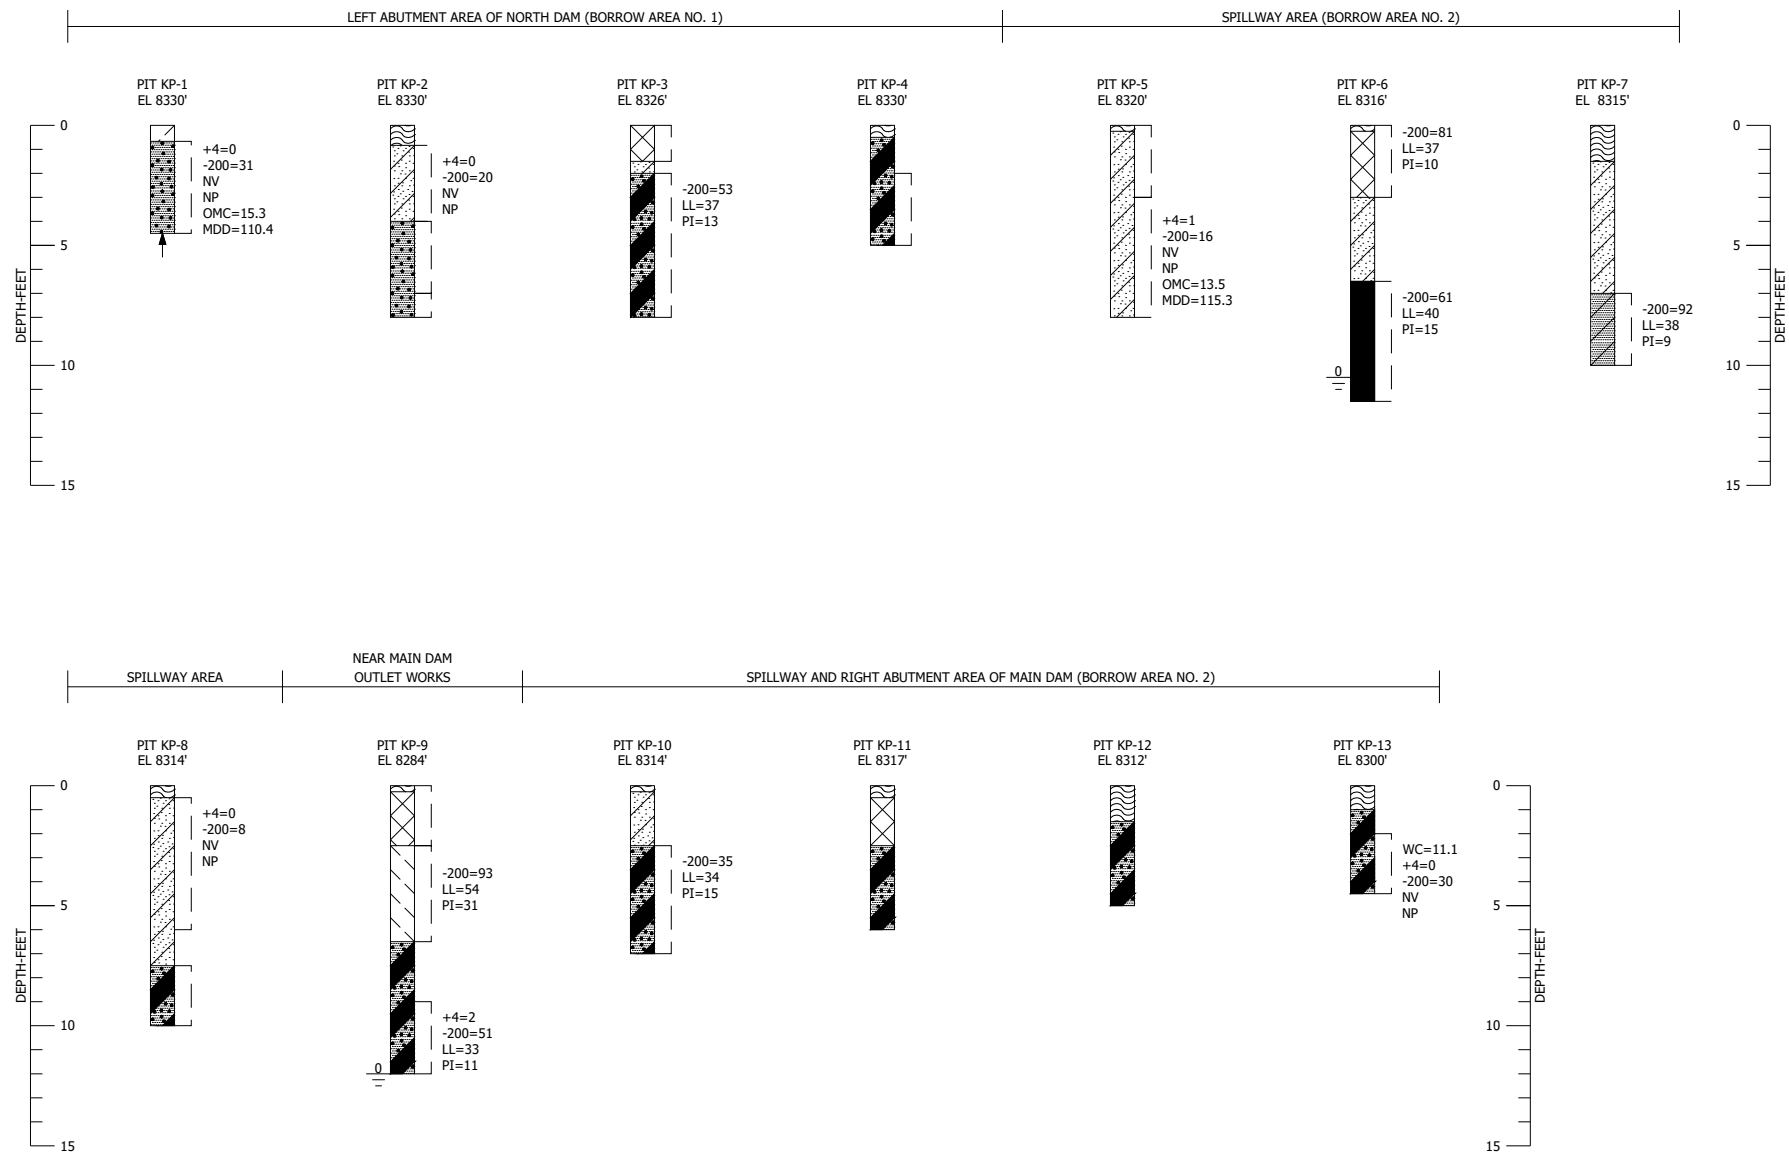 LEFT ABUTMENT AREA OF NORTH DAM (BORROW AREA NO. 1)
SPILLWAY AREA (BORROW AREA NO. 2)
PIT KP-1
EL 8330'
PIT KP-2
EL 8330'
PIT KP-3
EL 8326'
PIT KP-4
EL 8330'
PIT KP-5
EL 8320'
PIT KP-6
EL 8316'
PIT KP-7
EL 8315'
DEPTH-FEET
0
5
10
15
+4=0
-200=31
NV
NP
OMC=15.3
MDD=110.4
+4=0
-200=20
NV
NP
-200=53
LL=37
PI=13
+4=1
-200=16
NV
NP
OMC=13.5
MDD=115.3
-200=81
LL=37
PI=10
-200=61
LL=40
PI=15
0
-200=92
LL=38
PI=9
0
5
10
15
DEPTH-FEET
SPILLWAY AREA
NEAR MAIN DAM
OUTLET WORKS
SPILLWAY AND RIGHT ABUTMENT AREA OF MAIN DAM (BORROW AREA NO. 2)
PIT KP-8
EL 8314'
PIT KP-9
EL 8284'
PIT KP-10
EL 8314'
PIT KP-11
EL 8317'
PIT KP-12
EL 8312'
PIT KP-13
EL 8300'
DEPTH-FEET
0
5
10
15
+4=0
-200=8
NV
NP
-200=93
LL=54
PI=31
+4=2
-200=51
LL=33
PI=11
0
-200=35
LL=34
PI=15
WC=11.1
+4=0
-200=30
NV
NP
0
5
10
15
DEPTH-FEET